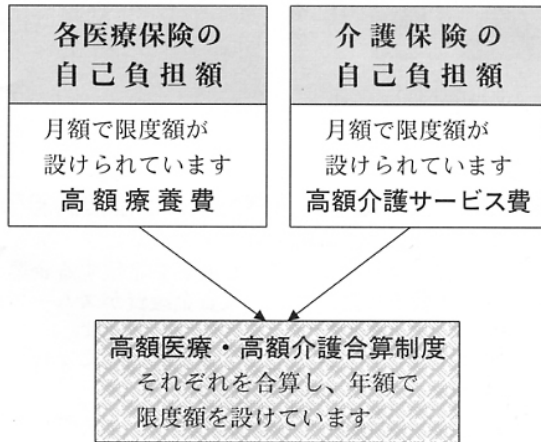 各医療保険の
自己負担額
月額で限度額が
設けられています
高額療養費
介護保険の
自己負担額
月額で限度額が
設けられています
高額介護サービス費
高額医療・高額介護合算制度
それぞれを合算し、年額で
限度額を設けています